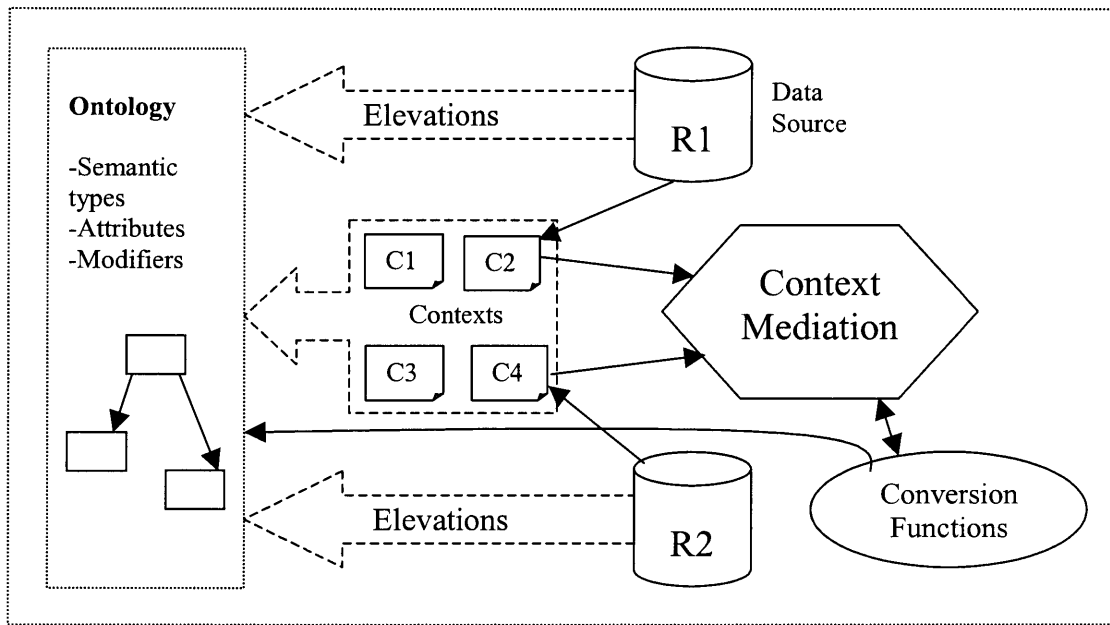 Ontology
-Semantic
types
-Attributes
-Modifiers
Elevations
R1
Data
Source
C1
C2
Contexts
C3
C4
Context
Mediation
Elevations
R2
Conversion
Functions